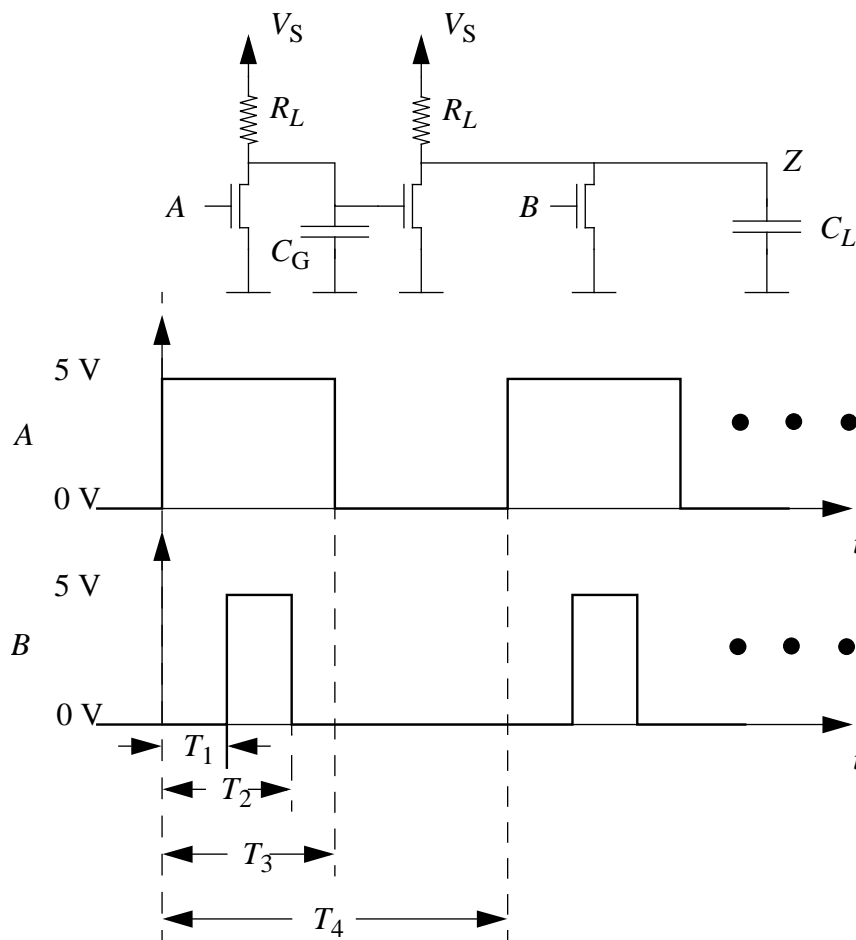 V_S V_S
R_L R_L
Z
A B
C_G C_L
5 V
A
0 V
t
5 V
B
0 V
t
T_1
T_2
T_3
T_4